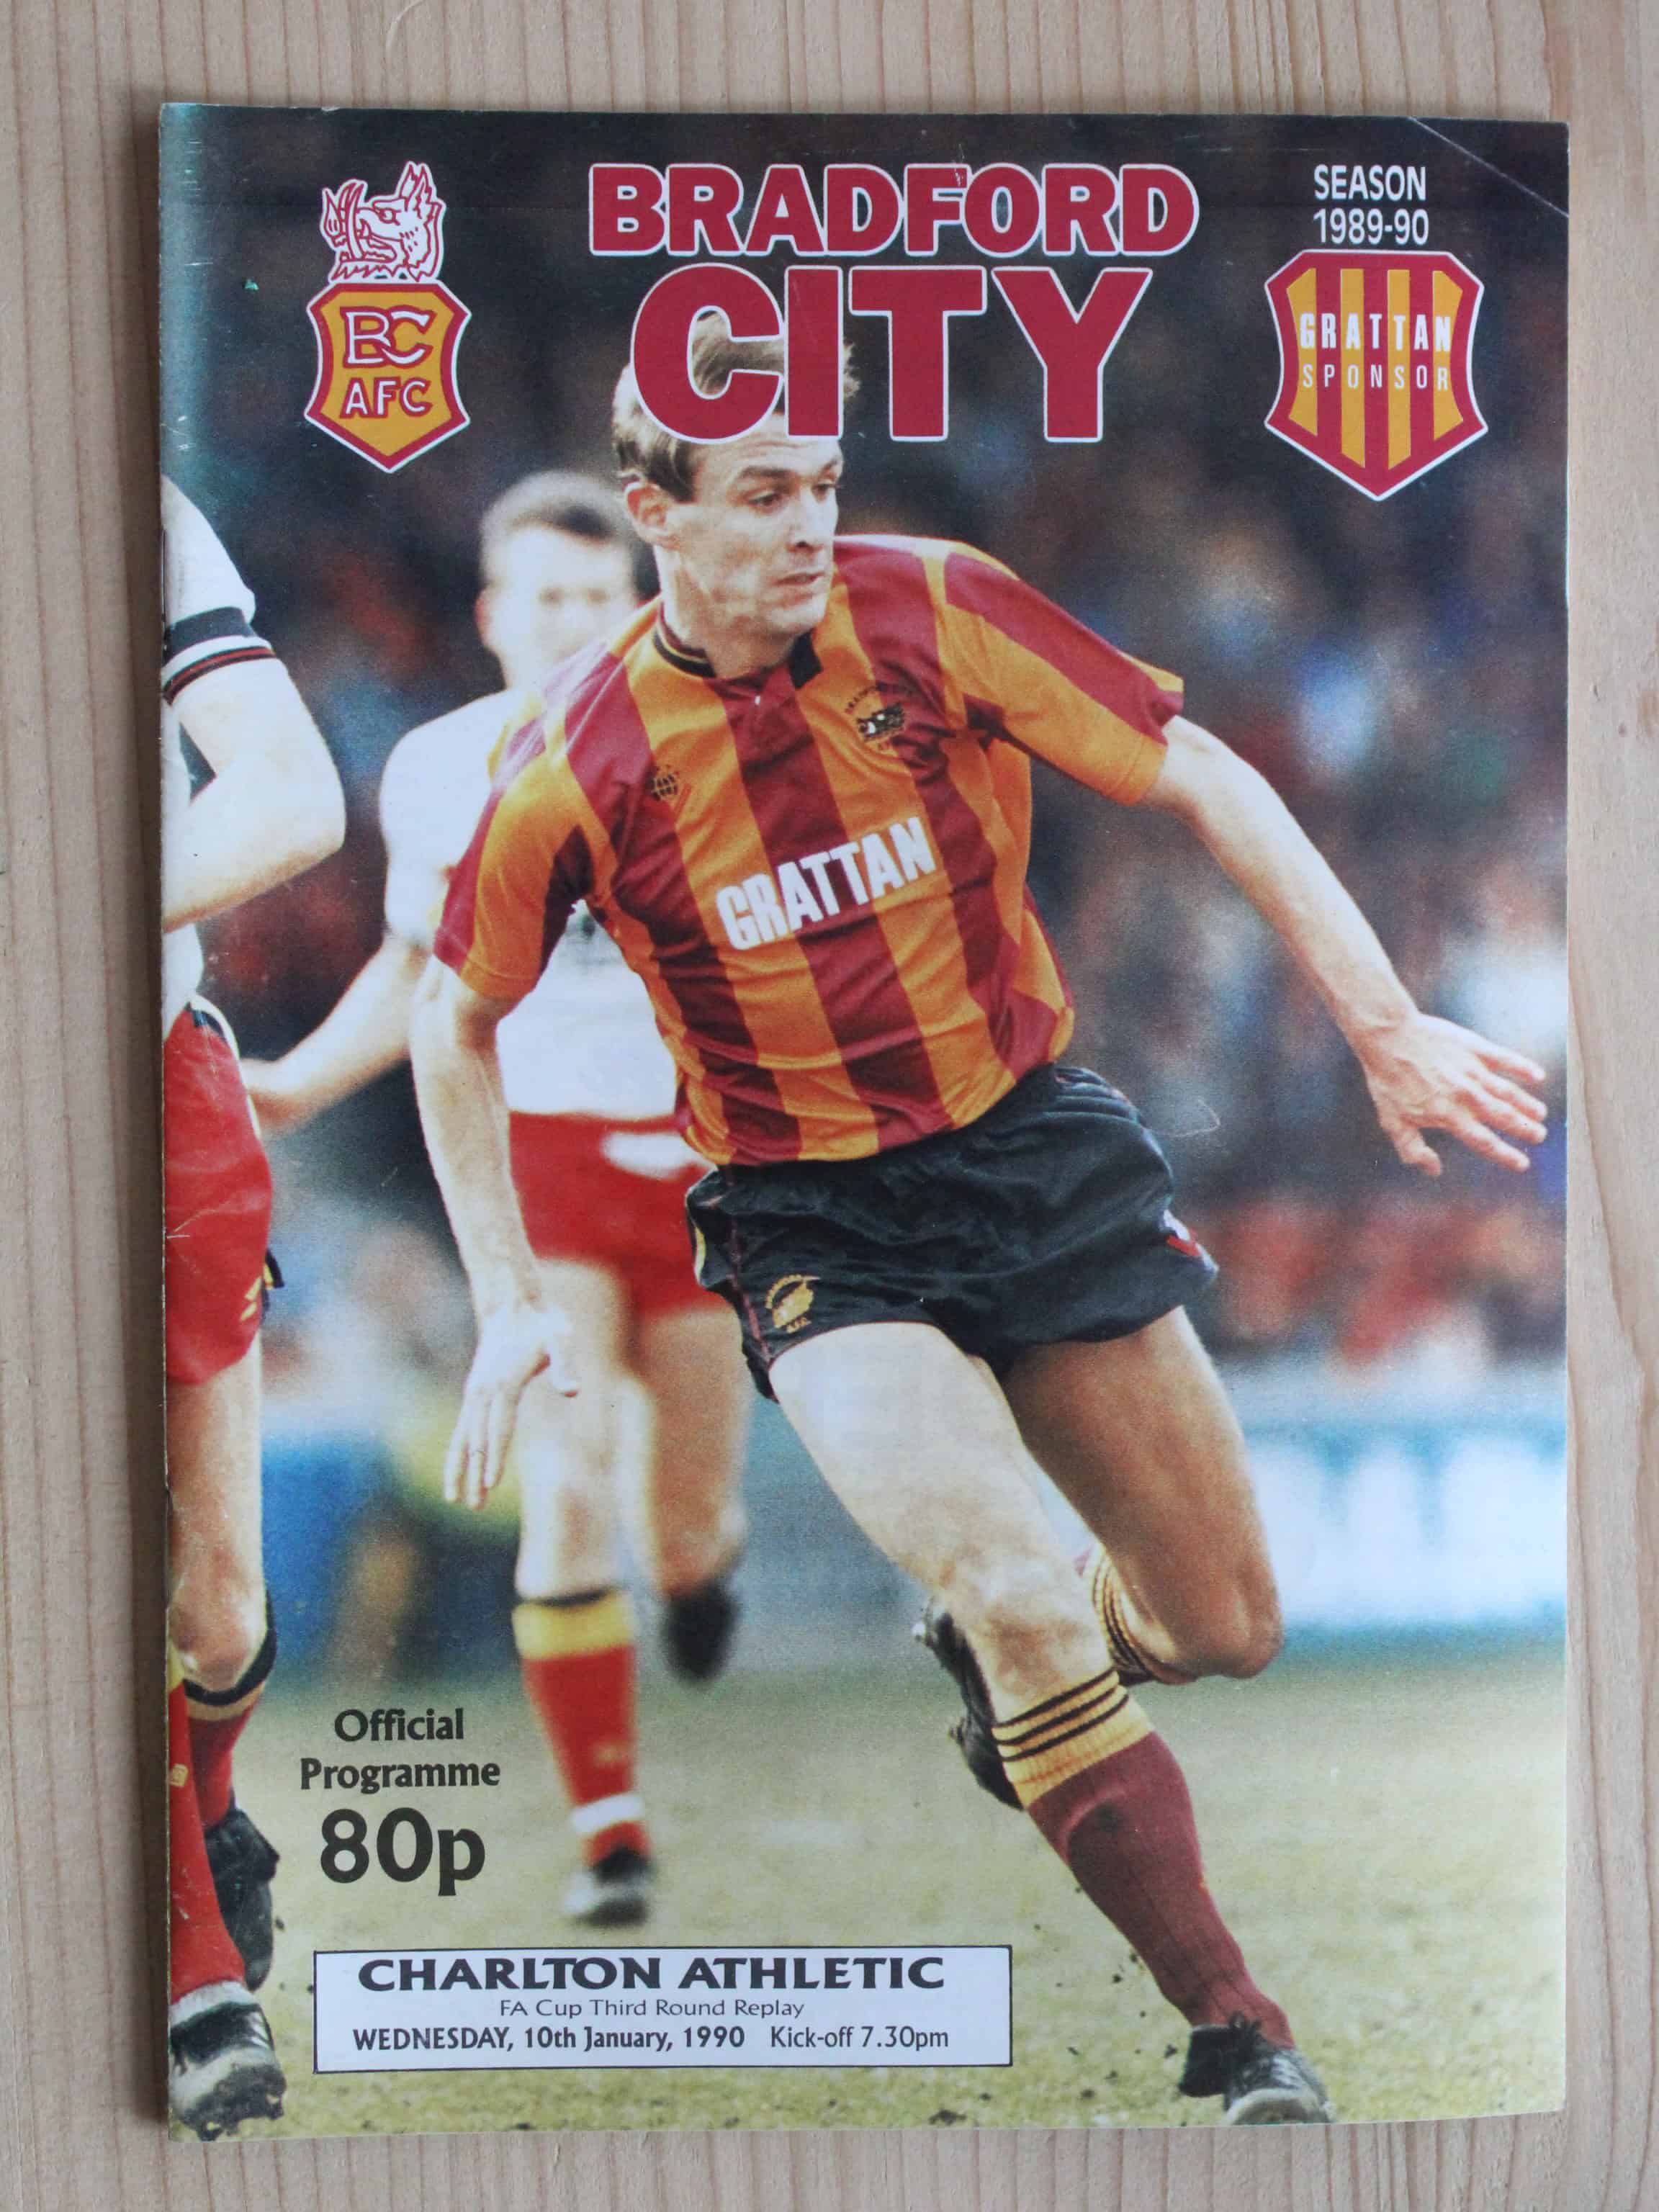 BRADFORD
CITY
SEASON
1989-90
BC
AFC
GRATTAN
SPONSOR
GRATTAN
Official
Programme
80p
CHARLTON ATHLETIC
FA Cup Third Round Replay
WEDNESDAY, 10th January, 1990 Kick-off 7.30pm